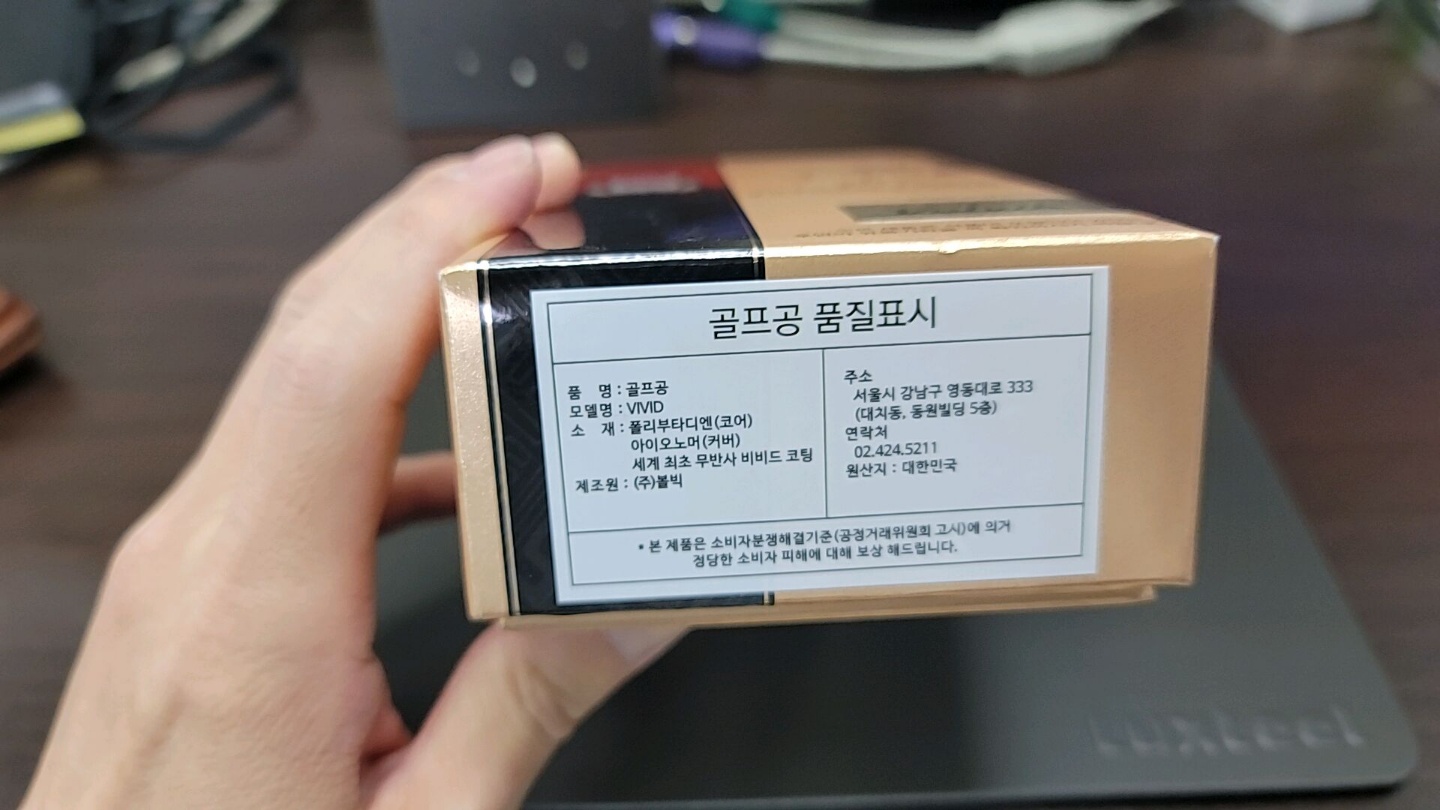 골프공 품질표시
품 명 : 골프공
모델명 : VIVID
소 재 : 폴리부타디엔(코어)
아이오노머(커버)
세계 최초 무반사 비비드 코팅
제조원 : (주)볼빅
주소
서울시 강남구 영동대로 333
(대치동, 동원빌딩 5층)
연락처
02.424.5211
원산지 : 대한민국
* 본 제품은 소비자분쟁해결기준(공정거래위원회 고시)에 의거
정당한 소비자 피해에 대해 보상 해드립니다.